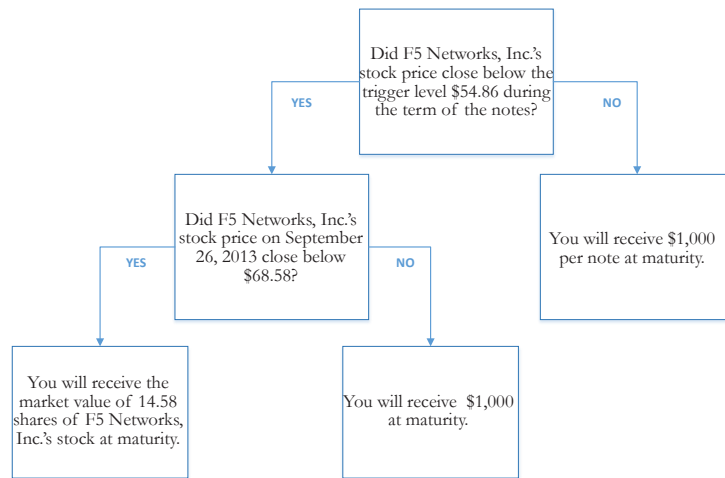 Did F5 Networks, Inc.'s
stock price close below the
trigger level $54.86 during
the term of the notes?
YES
NO
Did F5 Networks, Inc.'s
stock price on September
26, 2013 close below
$68.58?
You will receive $1,000
per note at maturity.
YES
NO
You will receive the
market value of 14.58
shares of F5 Networks,
Inc.'s stock at maturity.
You will receive $1,000
at maturity.